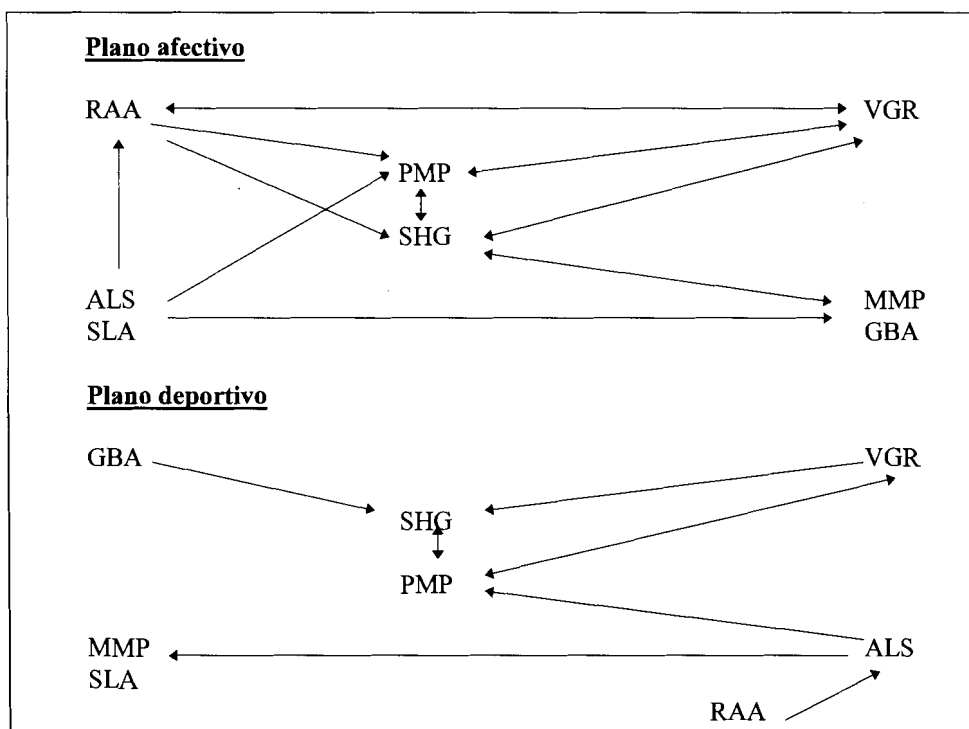 Plano afectivo
RAA VGR
PMP
SHG
ALS MMP
SLA GBA
Plano deportivo
GBA VGR
SHG
PMP
MMP ALS
SLA
RAA